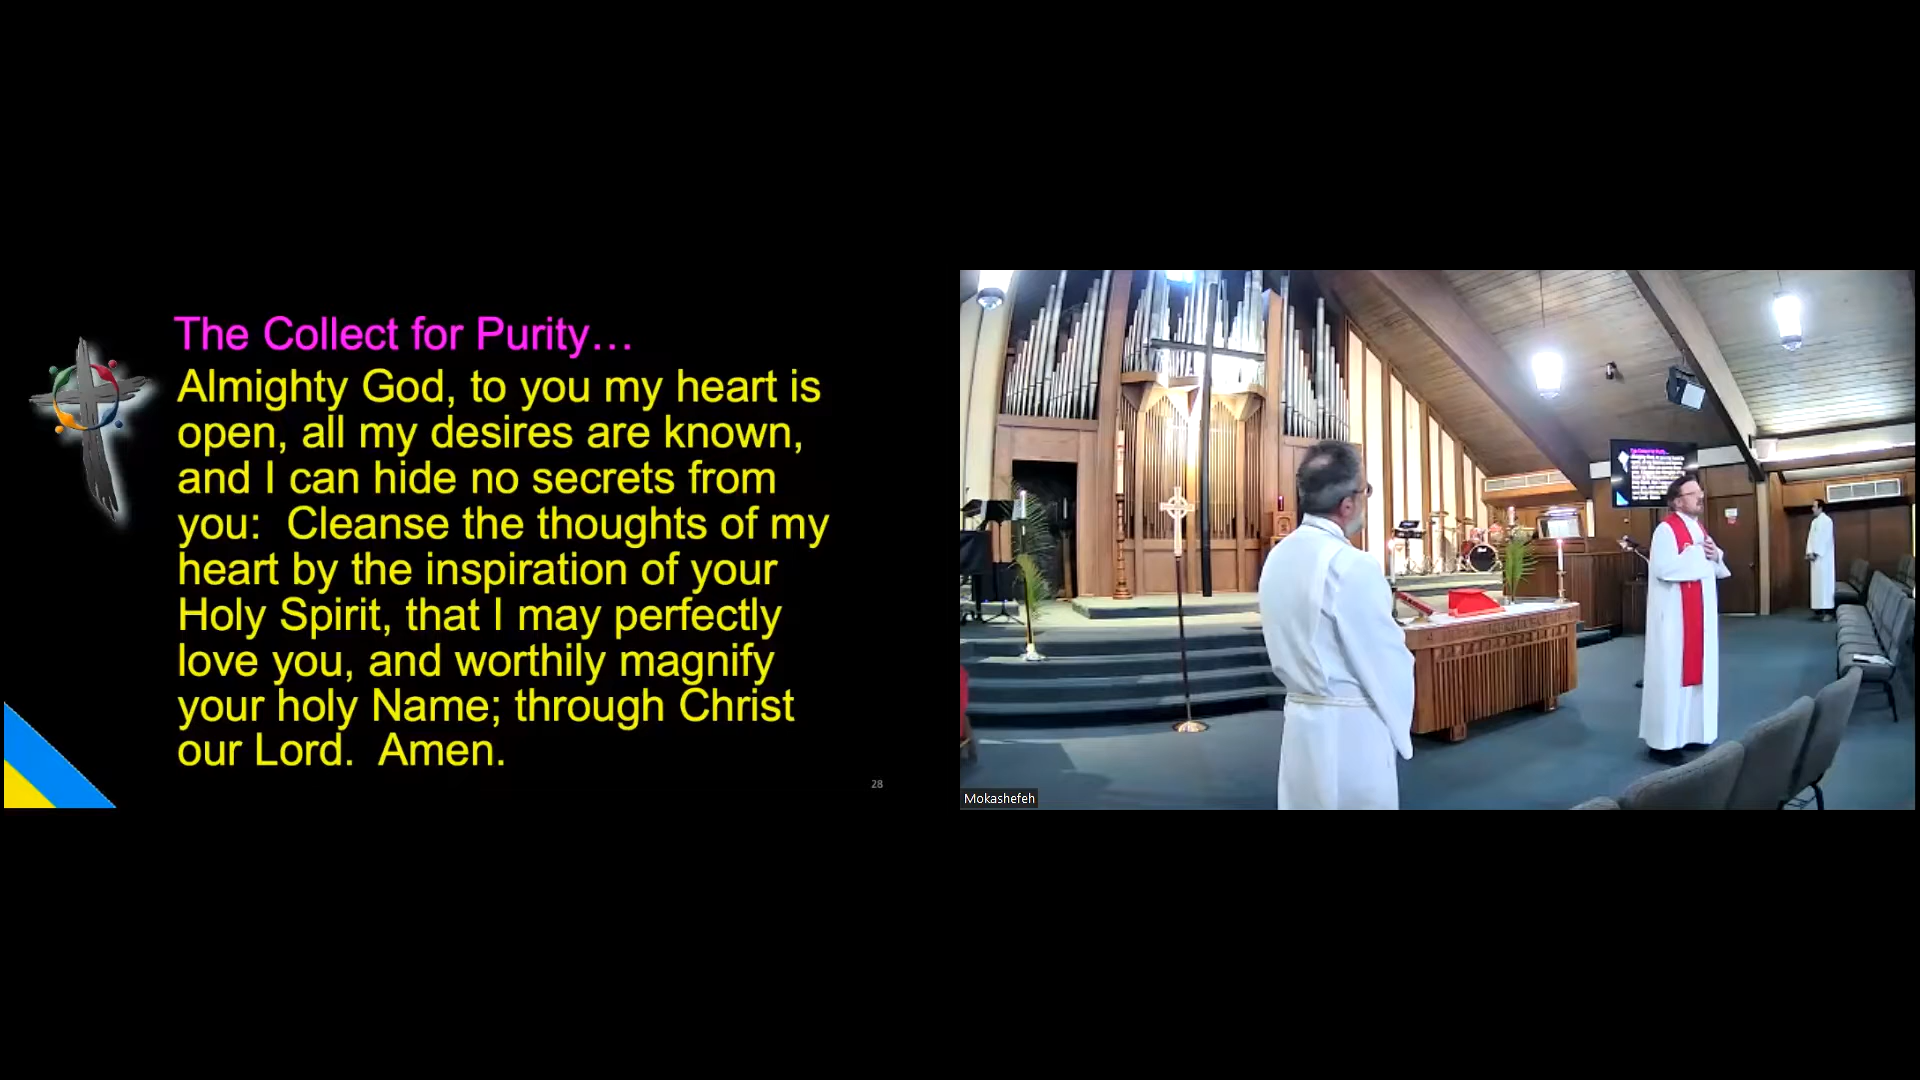 The Collect for Purity…
Almighty God, to you my heart is
open, all my desires are known,
and I can hide no secrets from
you:  Cleanse the thoughts of my
heart by the inspiration of your
Holy Spirit, that I may perfectly
love you, and worthily magnify
your holy Name; through Christ
our Lord.  Amen.
28
Mokashefeh